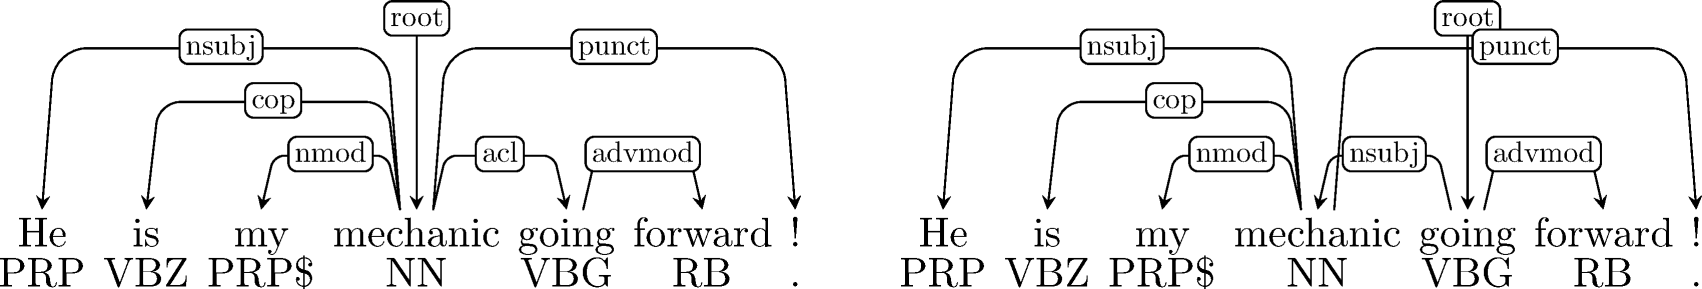 root root
nsubj punct nsubj punct
cop cop
nmod acl advmod nmod nsubj advmod
He is my mechanic going forward ! He is my mechanic going forward !
PRP VBZ PRP$ NN VBG RB . PRP VBZ PRP$ NN VBG RB .